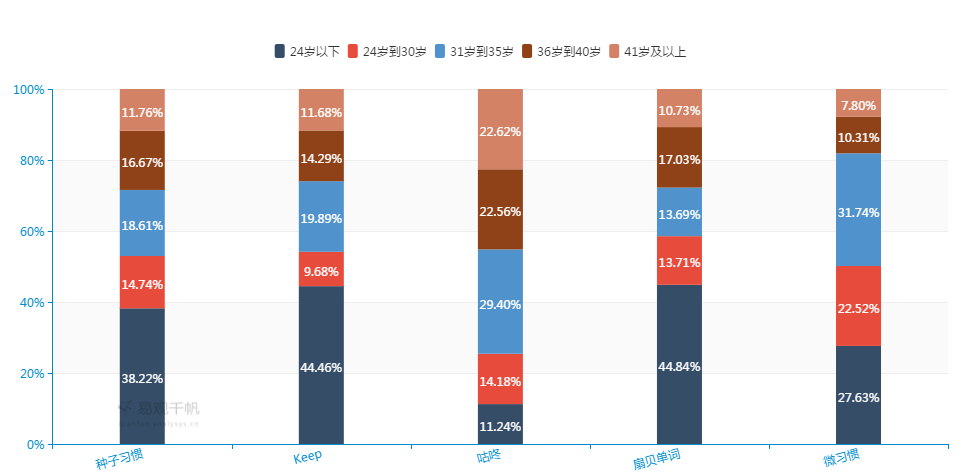 24岁以下 24岁到30岁 31岁到35岁 36岁到40岁 41岁及以上
100%
11.76% 11.68% 22.62% 10.73% 7.80%
16.67% 14.29% 22.56% 17.03% 10.31%
80%
18.61% 19.89% 29.40% 13.69% 31.74%
60%
14.74% 9.68% 14.18% 13.71% 22.52%
40%
38.22% 44.46% 11.24% 44.84% 27.63%
20%
易观千帆
0%
种子习惯 Keep 咕咚 扇贝单词 微习惯